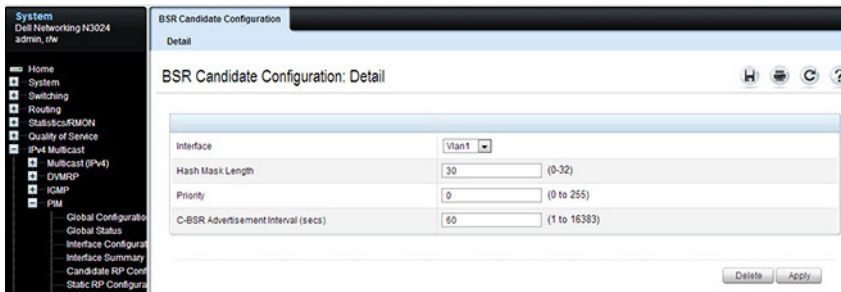 System
Dell Networking N3024
admin, r/w
Home
System
Switching
Routing
Statistics/RMON
Quality of Service
IPv4 Multicast
Multicast (IPv4)
DVMRP
IGMP
PIM
Global Configuratio
Global Status
Interface Configurat
Interface Summary
Candidate RP Conf
Static RP Configura
BSR Candidate Configuration
Detail
BSR Candidate Configuration: Detail
?
Interface Vlan1
Hash Mask Length 30 (0-32)
Priority 0 (0 to 255)
C-BSR Advertisement Interval (secs) 60 (1 to 16383)
Delete Apply